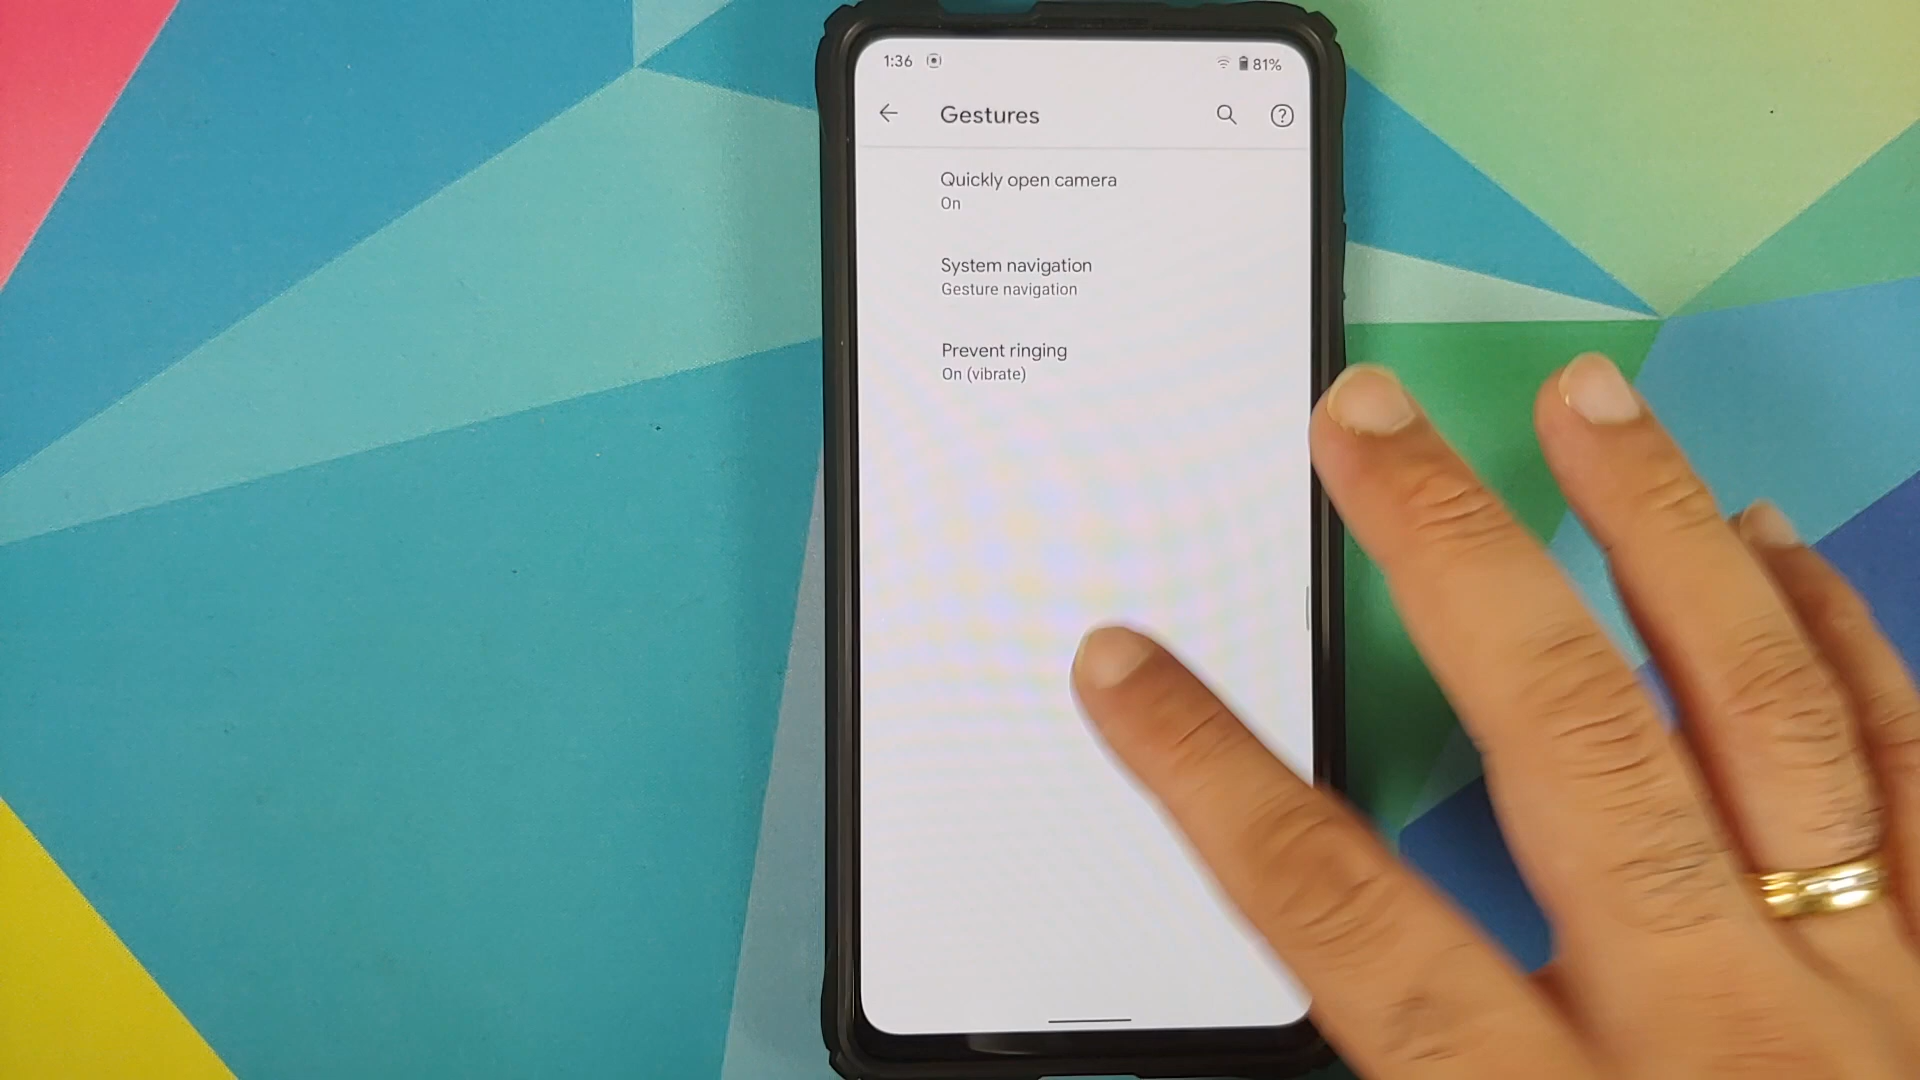 1:36 81%
Gestures
Quickly open camera
On
System navigation
Gesture navigation
Prevent ringing
On (vibrate)